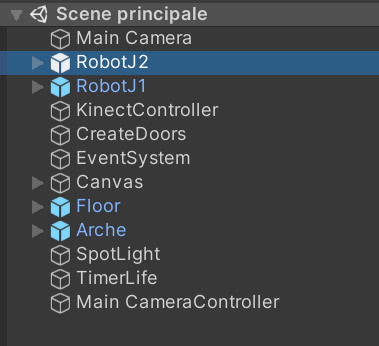 Scene principale
Main Camera
RobotJ2
RobotJ1
KinectController
CreateDoors
EventSystem
Canvas
Floor
Arche
SpotLight
TimerLife
Main CameraController